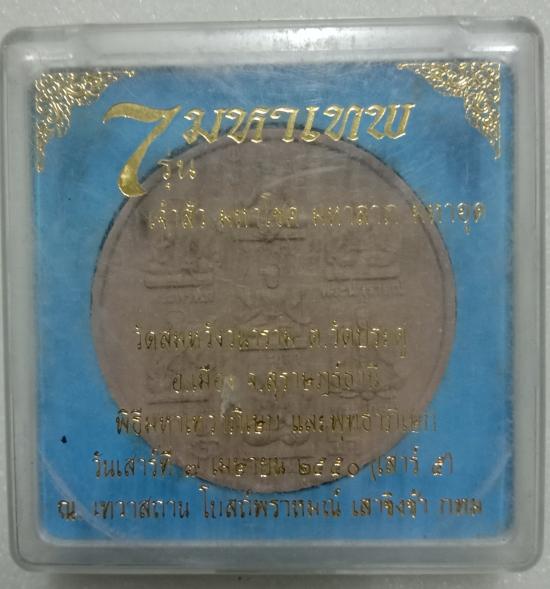 7 มหาเทพ
รุ่น
เจ้าสัว มหาโชค มหาลาภ มหาอุด
วัดสมหวังวนาราม ต.วัดประดู่
อ.เมือง จ.สุราษฎร์ธานี
พิธีมหาเทวาภิเษก และพุทธาภิเษก
วันเสาร์ที่ ๗ เมษายน ๒๕๕๐ (เสาร์ ๕)
ณ. เทวาสถาน โบสถ์พราหมณ์ เสาชิงช้า กทม